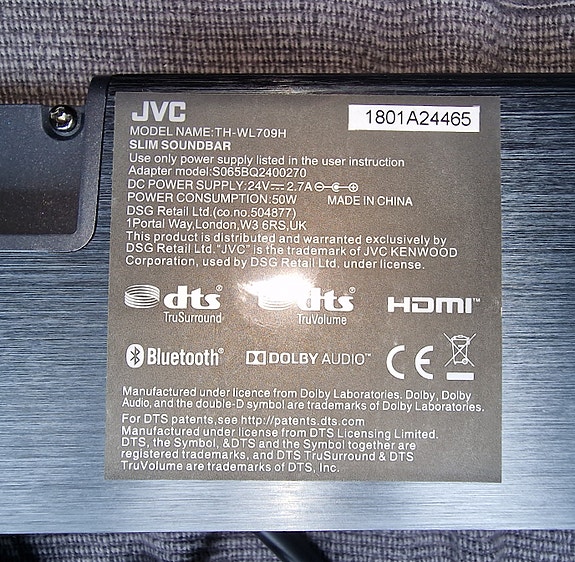 JVC
1801A24465
MODEL NAME:TH-WL709H
SLIM SOUNDBAR
Use only power supply listed in the user instruction
Adapter model:S065BQ2400270
DC POWER SUPPLY:24V⎓2.7A
POWER CONSUMPTION:50W MADE IN CHINA
DSG Retail Ltd.(co.no.504877)
1Portal Way,London,W3 6RS,UK
This product is distributed and warranted exclusively by
DSG Retail Ltd."JVC" is the trademark of JVC KENWOOD
Corporation, used by DSG Retail Ltd. under license.
dts® dts® HDMI™
TruSurround TruVolume
Bluetooth® DOLBY AUDIO™ CE
Manufactured under licence from Dolby Laboratories. Dolby, Dolby
Audio, and the double-D symbol are trademarks of Dolby Laboratories.
For DTS patents,see http://patents.dts.com
Manufactured under license from DTS Licensing Limited.
DTS, the Symbol, &DTS and the Symbol together are
registered trademarks, and DTS TruSurround & DTS
TruVolume are trademarks of DTS, Inc.